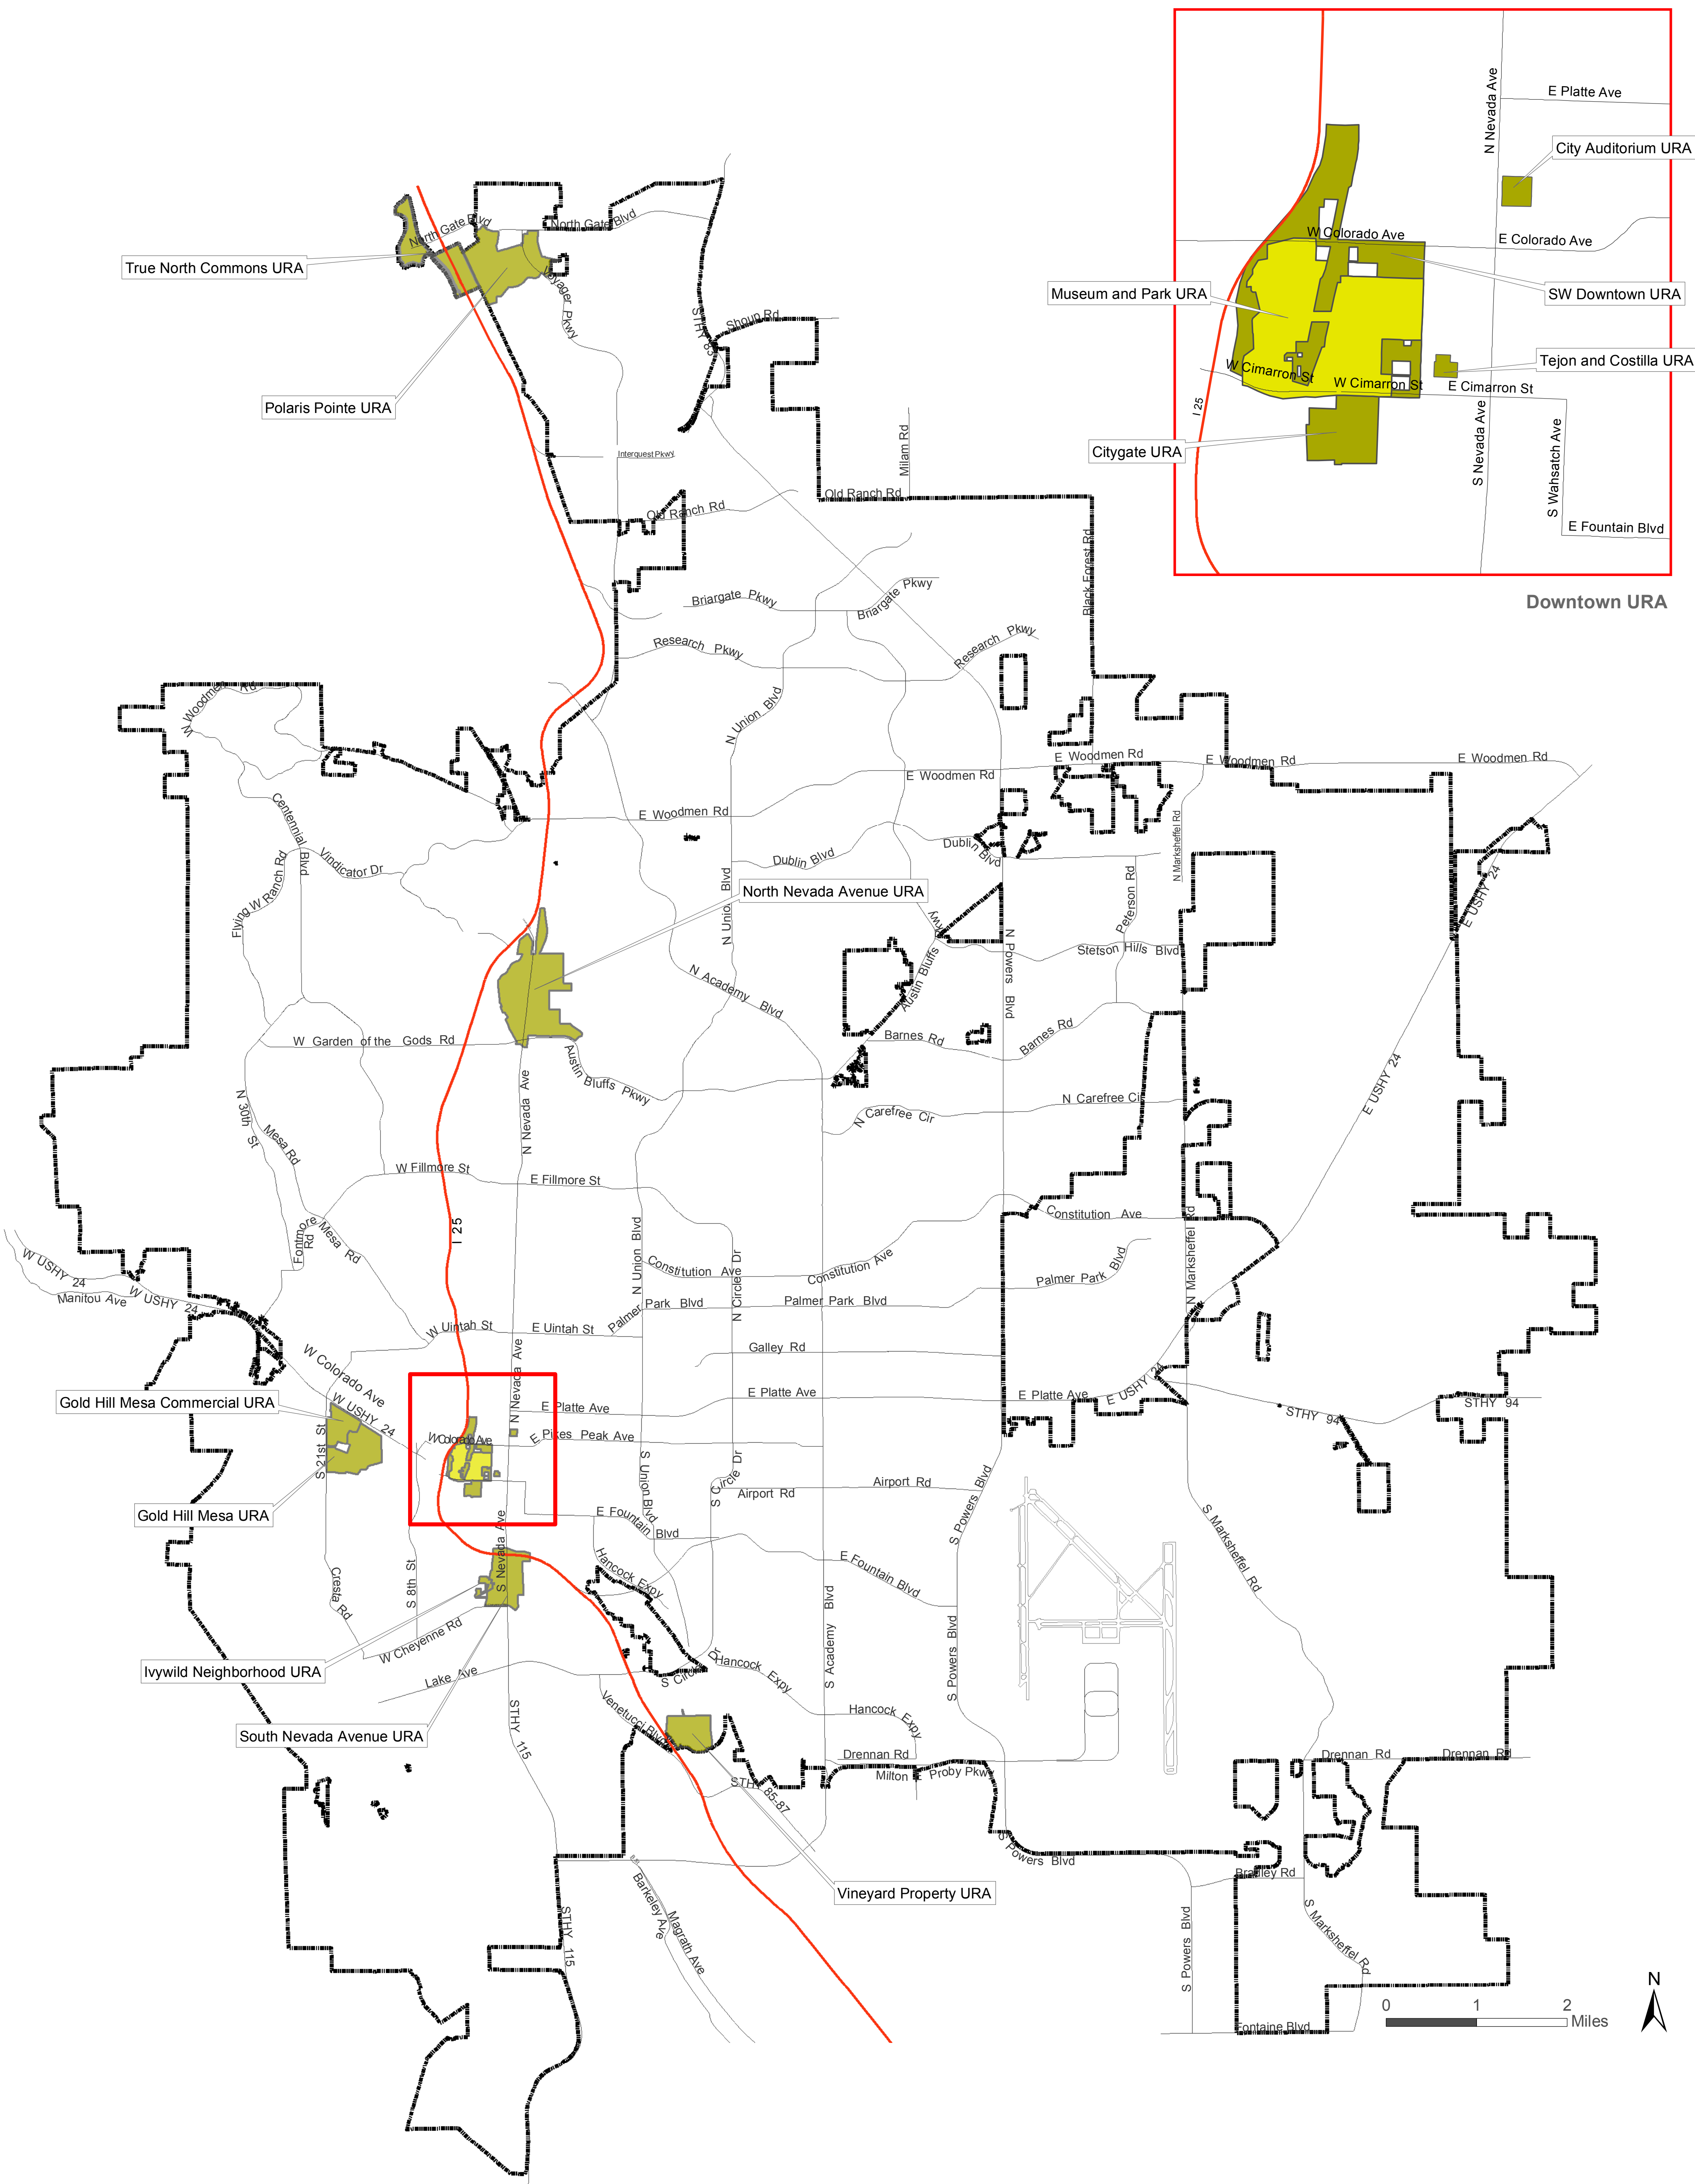 N Nevada Ave
E Platte Ave
City Auditorium URA
W Colorado Ave
E Colorado Ave
Museum and Park URA
SW Downtown URA
Tejon and Costilla URA
W Cimarron St
W Cimarron St
E Cimarron St
I 25
Citygate URA
S Nevada Ave
S Wahsatch Ave
E Fountain Blvd
Downtown URA
North Gate Blvd
North Gate Blvd
True North Commons URA
Voyager Pkwy
Polaris Pointe URA
STHY 83
Shoup Rd
Interquest Pkwy
Milam Rd
Old Ranch Rd
Old Ranch Rd
Black Forest Rd
Briargate Pkwy
Briargate Pkwy
Research Pkwy
Research Pkwy
W Woodmen Rd
N Union Blvd
E Woodmen Rd
E Woodmen Rd
E Woodmen Rd
E Woodmen Rd
E Woodmen Rd
Centennial Blvd
Vindicator Dr
Flying W Ranch Rd
Dublin Blvd
Dublin Blvd
N Marksheffel Rd
North Nevada Avenue URA
N Union Blvd
Peterson Rd
E USHY 24
Austin Bluffs Pkwy
N Powers Blvd
Stetson Hills Blvd
N Academy Blvd
W Garden of the Gods Rd
Barnes Rd
Barnes Rd
Austin Bluffs Pkwy
E USHY 24
N 30th St
Mesa Rd
N Nevada Ave
N Carefree Cir
N Carefree Cir
W Fillmore St
E Fillmore St
I 25
Fontmore Rd
Mesa Rd
N Union Blvd
Constitution Ave
Constitution Ave
Constitution Ave
N Circle Dr
N Marksheffel Rd
W USHY 24
Manitou Ave
W USHY 24
Palmer Park Blvd
Palmer Park Blvd
Palmer Park Blvd
W Uintah St
E Uintah St
Galley Rd
W Colorado Ave
N Nevada Ave
Gold Hill Mesa Commercial URA
W USHY 24
E Platte Ave
E Platte Ave
E Platte Ave
E USHY 24
STHY 94
STHY 94
S 21st St
W Colorado Ave
E Pikes Peak Ave
S Union Blvd
S Circle Dr
Airport Rd
Airport Rd
S Powers Blvd
Gold Hill Mesa URA
E Fountain Blvd
E Fountain Blvd
S Marksheffel Rd
S Nevada Ave
Hancock Expy
Cresta Rd
S 8th St
W Cheyenne Rd
S Academy Blvd
S Powers Blvd
Ivywild Neighborhood URA
Lake Ave
S Circle Dr
Hancock Expy
Hancock Expy
South Nevada Avenue URA
STHY 115
Venetucci Blvd
Drennan Rd
Drennan Rd
Drennan Rd
Milton E Proby Pkwy
STHY 85-87
S Powers Blvd
Bradley Rd
Vineyard Property URA
Barkeley Ave
Magrath Ave
STHY 115
S Powers Blvd
S Marksheffel Rd
Fontaine Blvd
0 1 2
Miles
N